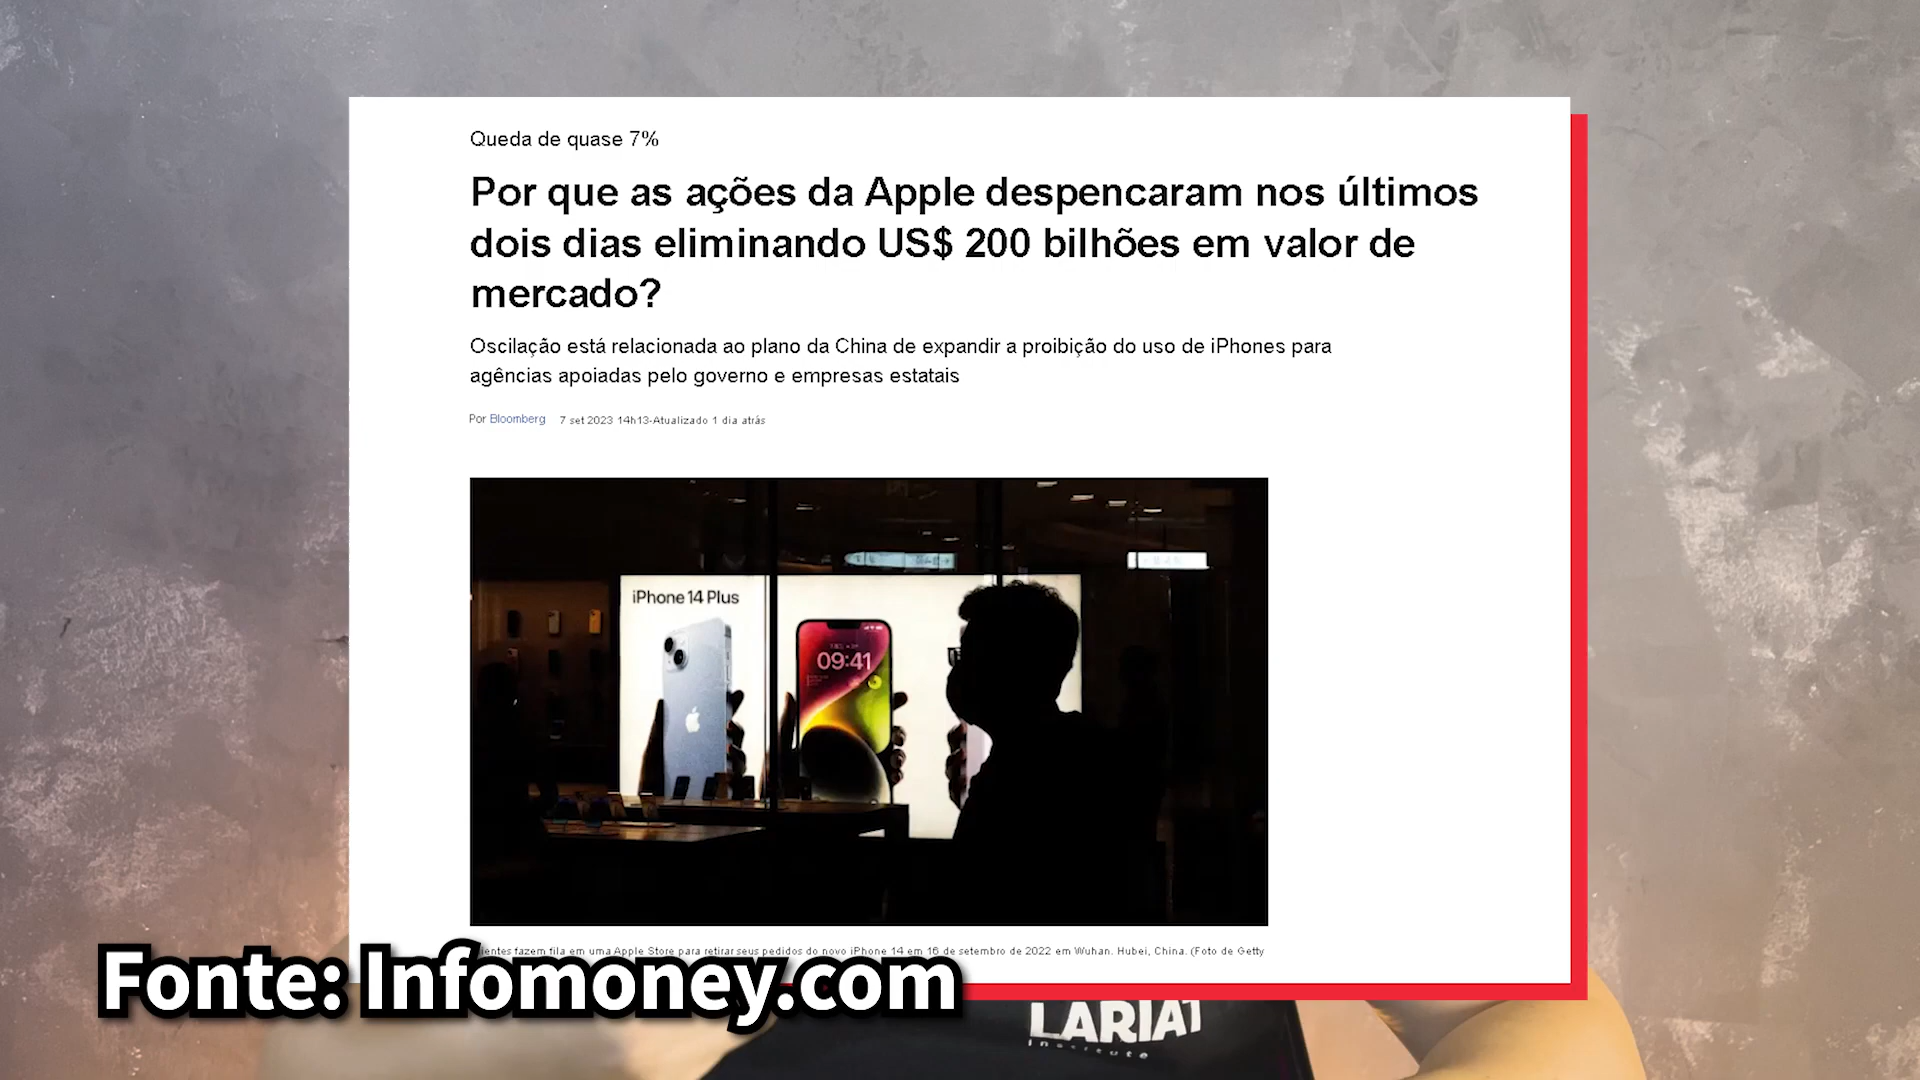 Queda de quase 7%
Por que as ações da Apple despencaram nos últimos
dois dias eliminando US$ 200 bilhões em valor de
mercado?
Oscilação está relacionada ao plano da China de expandir a proibição do uso de iPhones para
agências apoiadas pelo governo e empresas estatais
Por Bloomberg 7 set 2023 14h13-Atualizado 1 dia atrás
iPhone 14 Plus
09:41
fazem fila em uma Apple Store para retirar seus pedidos do novo iPhone 14 em 16 de setembro de 2022 em Wuhan. Hubei, China. (Foto de Getty
Fonte: Infomoney.com
LARIAT